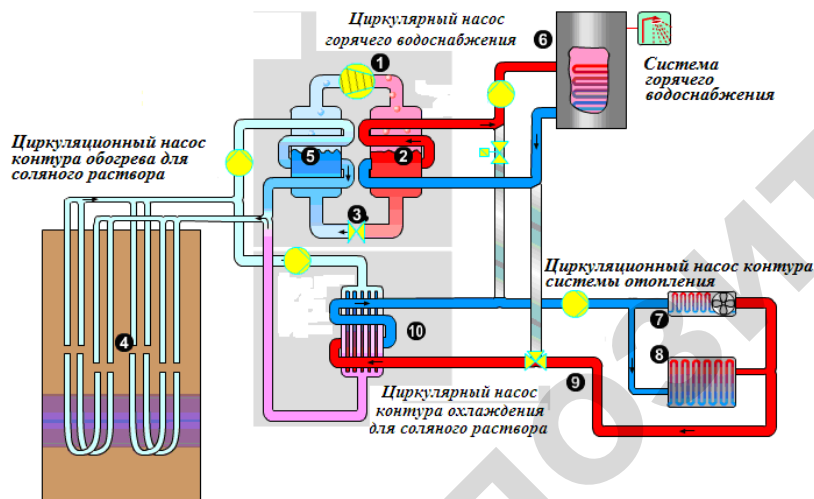 Циркулярный насос
горячего водоснабжения
1
6
Система
горячего
водоснабжения
Циркуляционный насос
контура обогрева для
соляного раствора
5
2
3
4
Циркуляционный насос контура
системы отопления
7
10
8
9
Циркулярный насос
контура охлаждения
для соляного раствора